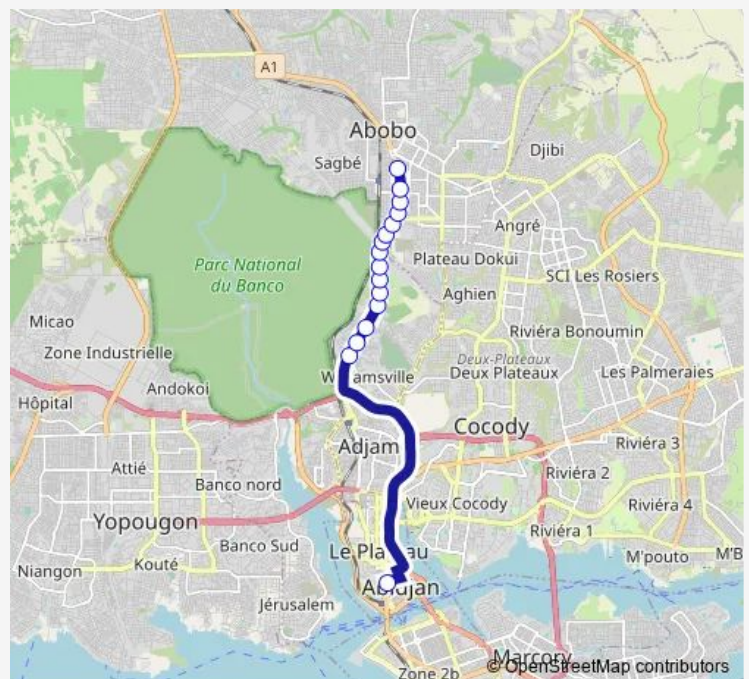 A1
Abobo
Sagbé
Djibi
Angré
Plateau Dokui
Parc National
du Banco
SCI Les Rosiers
Aghien
Micao
Riviéra Bonoumin
Zone Industrielle
Deux-Plateaux
Deux Plateaux
Les Palmeraies
Andokoi
W amsville
Hôpital
Cocody
Adjam
Riviéra 3
Attié
Banco nord
Riviéra 2
Vieux Cocody
Riviéra 4
Yopougon
Riviéra 1
Banco Sud
Le Pla au
M'pouto
M'B
Niangon
Kouté
Ab djan
Jérusalem
Marcory
Zone 2b
© OpenStreetMap contributors